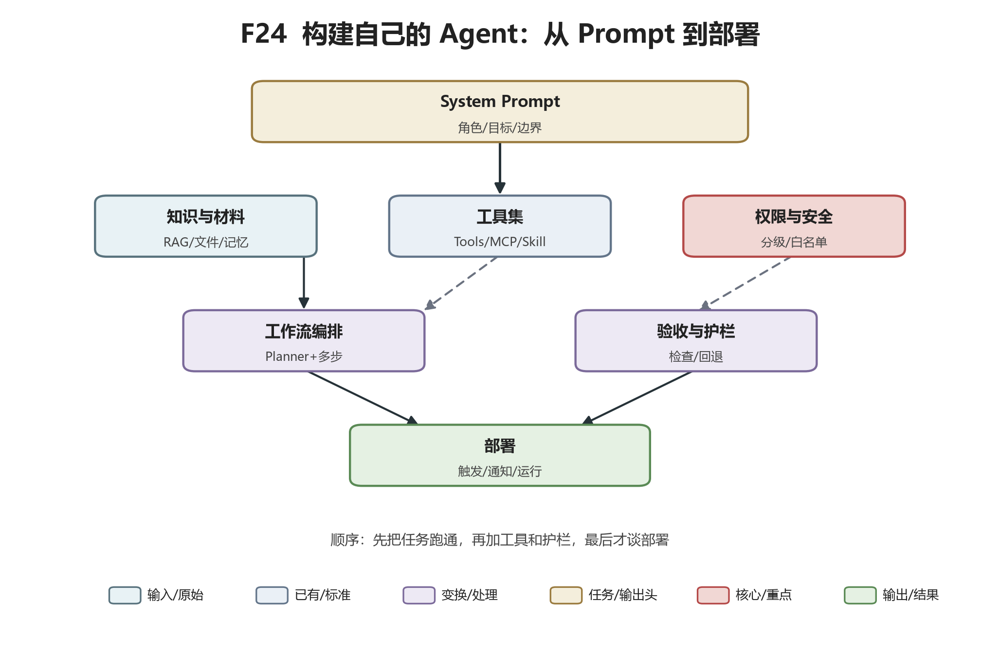 F24 构建自己的 Agent：从 Prompt 到部署
System Prompt
角色/目标/边界
知识与材料
RAG/文件/记忆
工具集
Tools/MCP/Skill
权限与安全
分级/白名单
工作流编排
Planner+多步
验收与护栏
检查/回退
部署
触发/通知/运行
顺序：先把任务跑通，再加工具和护栏，最后才谈部署
输入/原始
已有/标准
变换/处理
任务/输出头
核心/重点
输出/结果